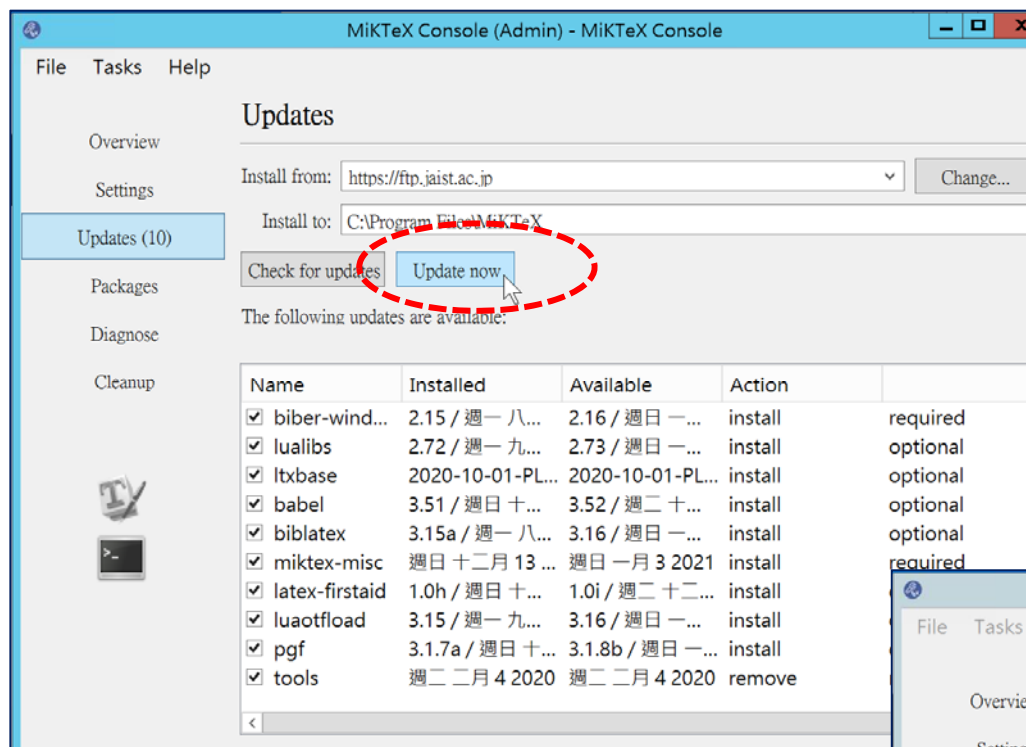 MiKTeX Console (Admin) - MiKTeX Console
File Tasks Help
Updates
Overview
Install from: https://ftp.jaist.ac.jp Change...
Settings
Install to: C:\Program Files\MiKTeX
Updates (10)
Check for updates Update now
Packages
The following updates are available:
Diagnose
Cleanup
Name Installed Available Action
biber-wind... 2.15 / 週一 八... 2.16 / 週日 一... install required
lualibs 2.72 / 週一 九... 2.73 / 週日 一... install optional
ltxbase 2020-10-01-PL... 2020-10-01-PL... install optional
babel 3.51 / 週日 十... 3.52 / 週二 十... install optional
biblatex 3.15a / 週一 八... 3.16 / 週日 一... install optional
miktex-misc 週日 十二月 13 ... 週日 一月 3 2021 install required
latex-firstaid 1.0h / 週日 十... 1.0i / 週二 十二... install
luaotfload 3.15 / 週一 九... 3.16 / 週日 一... install
File Tasks
pgf 3.1.7a / 週日 十... 3.1.8b / 週日 一... install
tools 週二 二月 4 2020 週二 二月 4 2020 remove